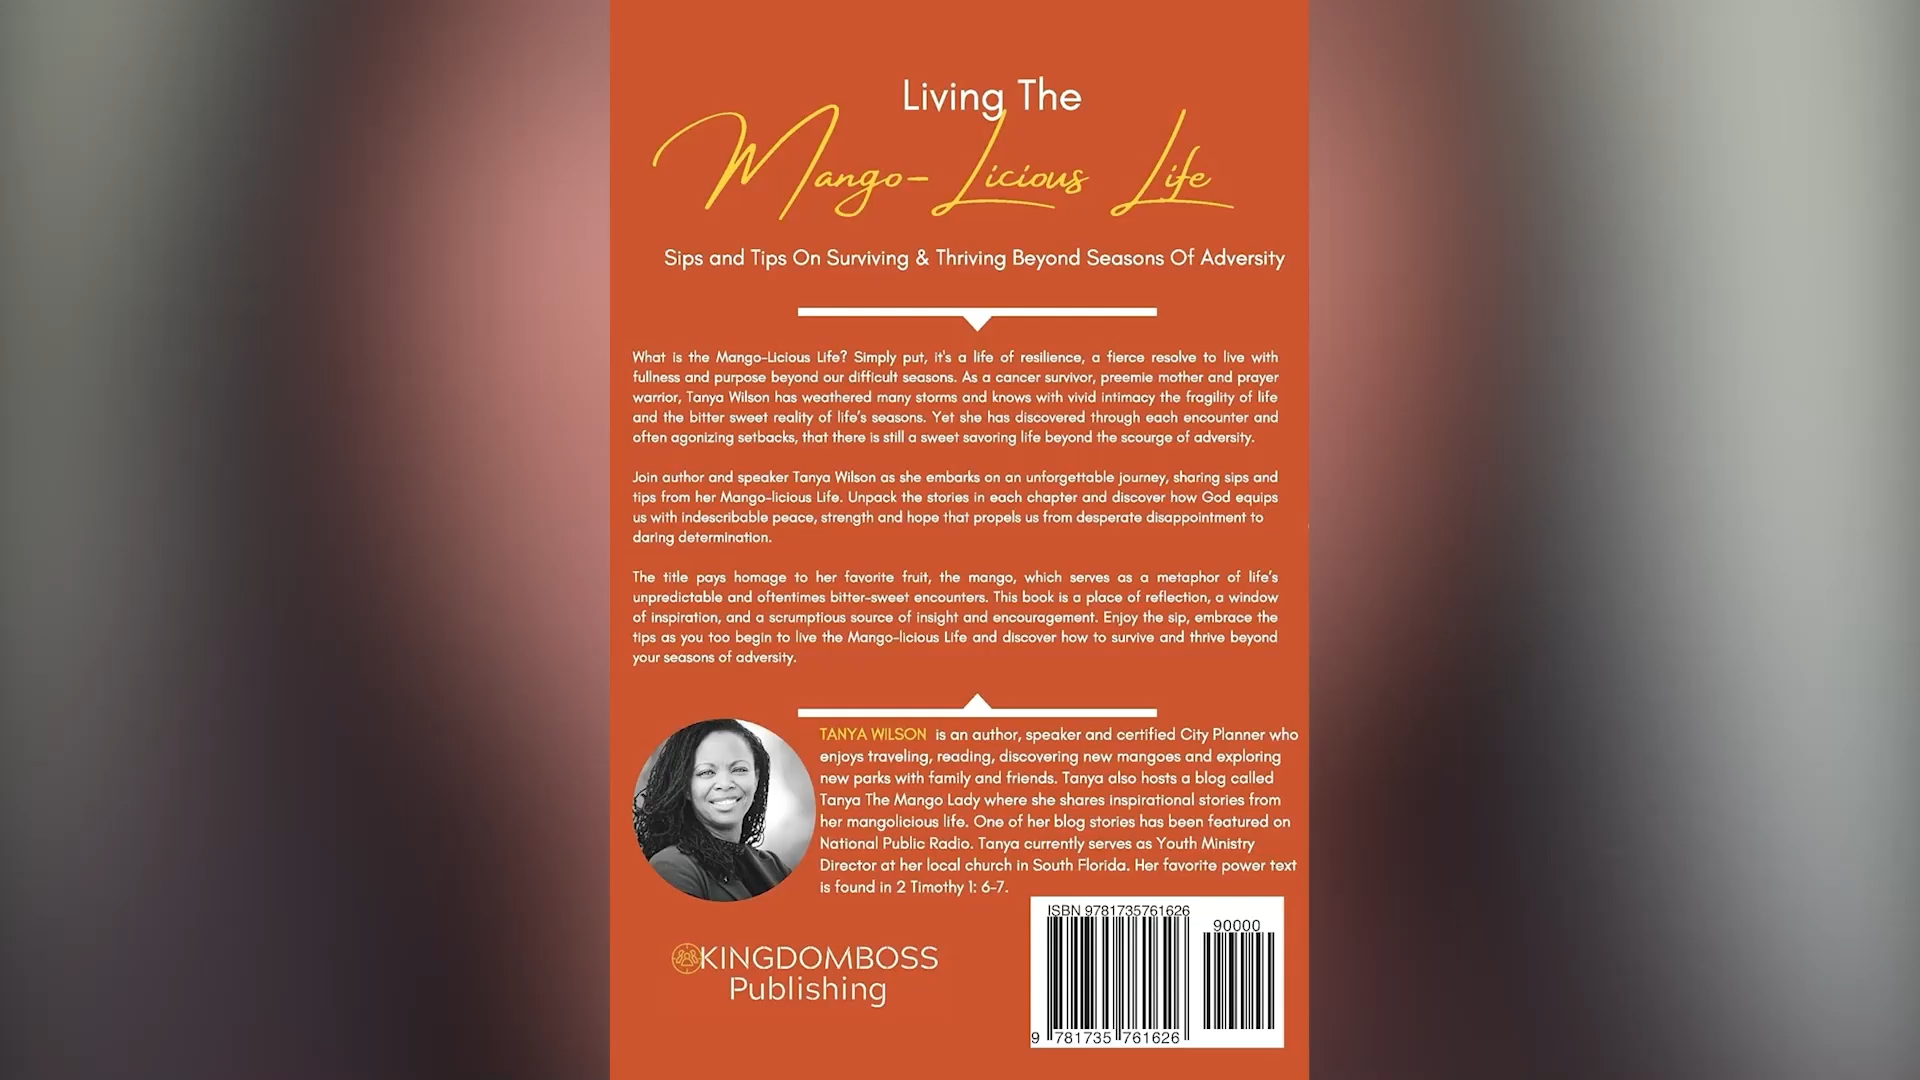 Living The
Mango-Licious Life
Sips and Tips On Surviving & Thriving Beyond Seasons Of Adversity
What is the Mango-Licious Life? Simply put, it's a life of resilience, a fierce resolve to live with
fullness and purpose beyond our difficult seasons. As a cancer survivor, preemie mother and prayer
warrior, Tanya Wilson has weathered many storms and knows with vivid intimacy the fragility of life
and the bitter sweet reality of life's seasons. Yet she has discovered through each encounter and
often agonizing setbacks, that there is still a sweet savoring life beyond the scourge of adversity.
Join author and speaker Tanya Wilson as she embarks on an unforgettable journey, sharing sips and
tips from her Mango-licious Life. Unpack the stories in each chapter and discover how God equips
us with indescribable peace, strength and hope that propels us from desperate disappointment to
daring determination.
The title pays homage to her favorite fruit, the mango, which serves as a metaphor of life's
unpredictable and oftentimes bitter-sweet encounters. This book is a place of reflection, a window
of inspiration, and a scrumptious source of insight and encouragement. Enjoy the sip, embrace the
tips as you too begin to live the Mango-licious Life and discover how to survive and thrive beyond
your seasons of adversity.
TANYA WILSON is an author, speaker and certified City Planner who
enjoys traveling, reading, discovering new mangoes and exploring
new parks with family and friends. Tanya also hosts a blog called
Tanya The Mango Lady where she shares inspirational stories from
her mangolicious life. One of her blog stories has been featured on
National Public Radio. Tanya currently serves as Youth Ministry
Director at her local church in South Florida. Her favorite power text
is found in 2 Timothy 1: 6-7.
KINGDOMBOSS
Publishing
ISBN 9781735761626
90000
9 781735 761626